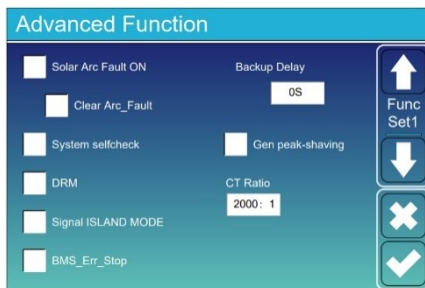 Advanced Function
Solar Arc Fault ON
Clear Arc_Fault
System selfcheck
DRM
Signal ISLAND MODE
BMS_Err_Stop
Backup Delay
0S
Gen peak-shaving
CT Ratio
2000: 1
Func
Set1